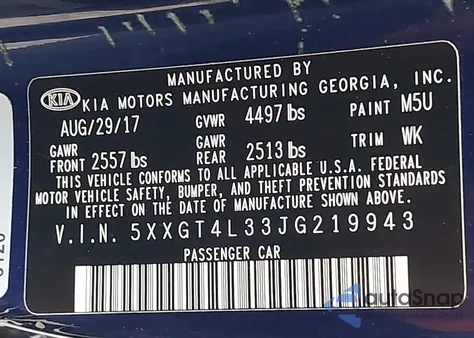 MANUFACTURED BY
KIA KIA MOTORS MANUFACTURING GEORGIA, INC.
AUG/29/17 GVWR 4497 lbs PAINT M5U
GAWR FRONT 2557 lbs GAWR REAR 2513 lbs TRIM WK
THIS VEHICLE CONFORMS TO ALL APPLICABLE U.S.A. FEDERAL
MOTOR VEHICLE SAFETY, BUMPER, AND THEFT PREVENTION STANDARDS
IN EFFECT ON THE DATE OF MANUFACTURE SHOWN ABOVE.
V.I.N. 5XXGT4L33JG219943
PASSENGER CAR
autoSnap